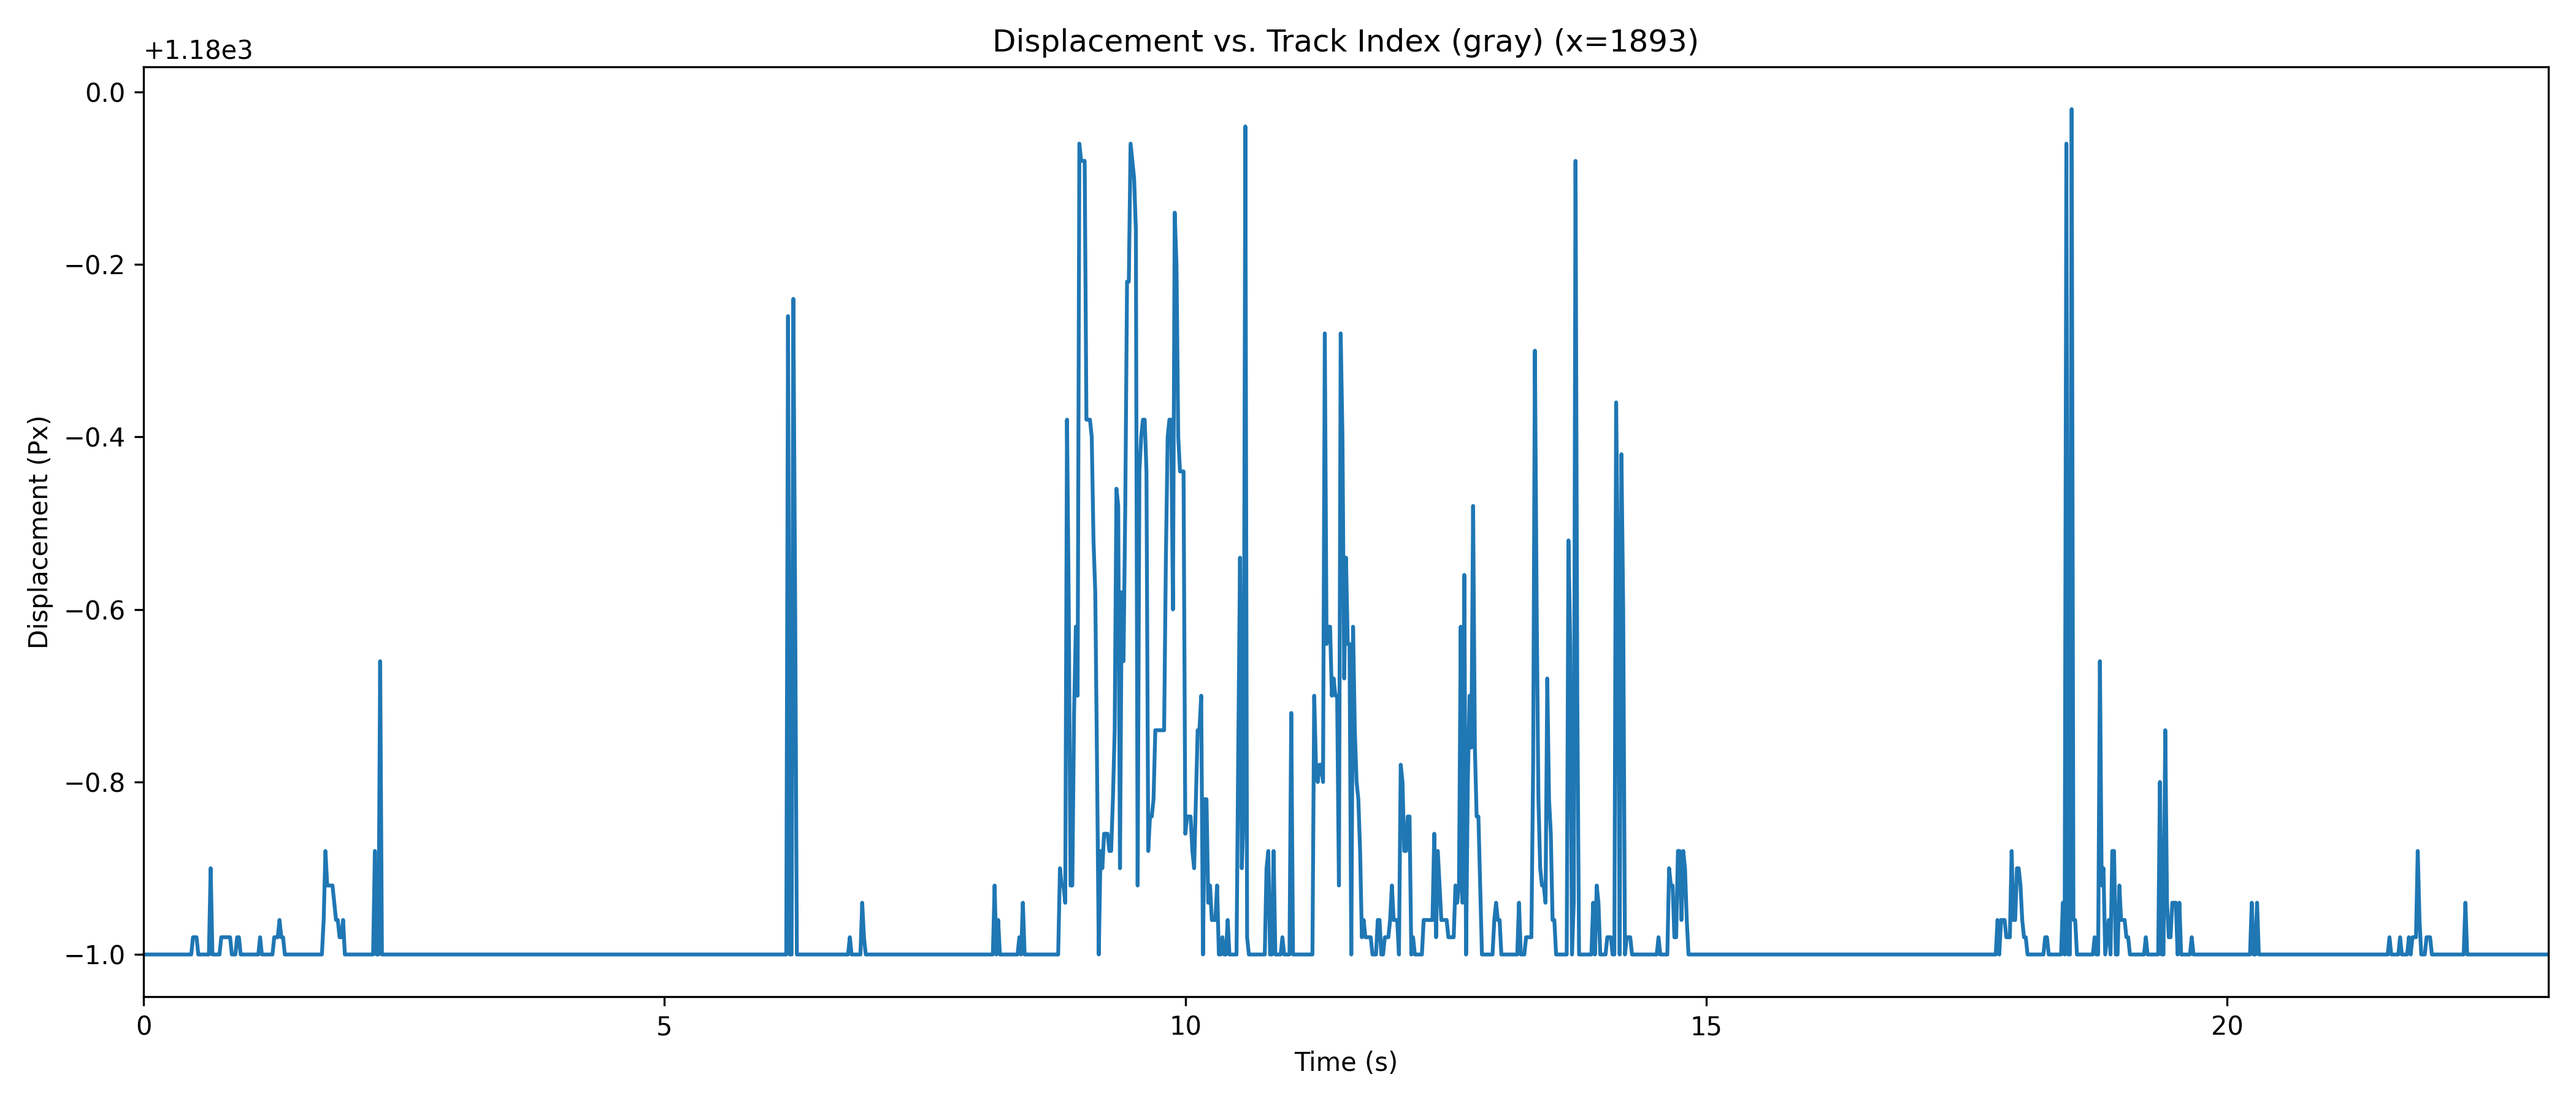 Displacement vs. Track Index (gray) (x=1893)
+1.18e3
0.0
−0.2
−0.4
−0.6
−0.8
−1.0
Displacement (Px)
0 5 10 15 20
Time (s)